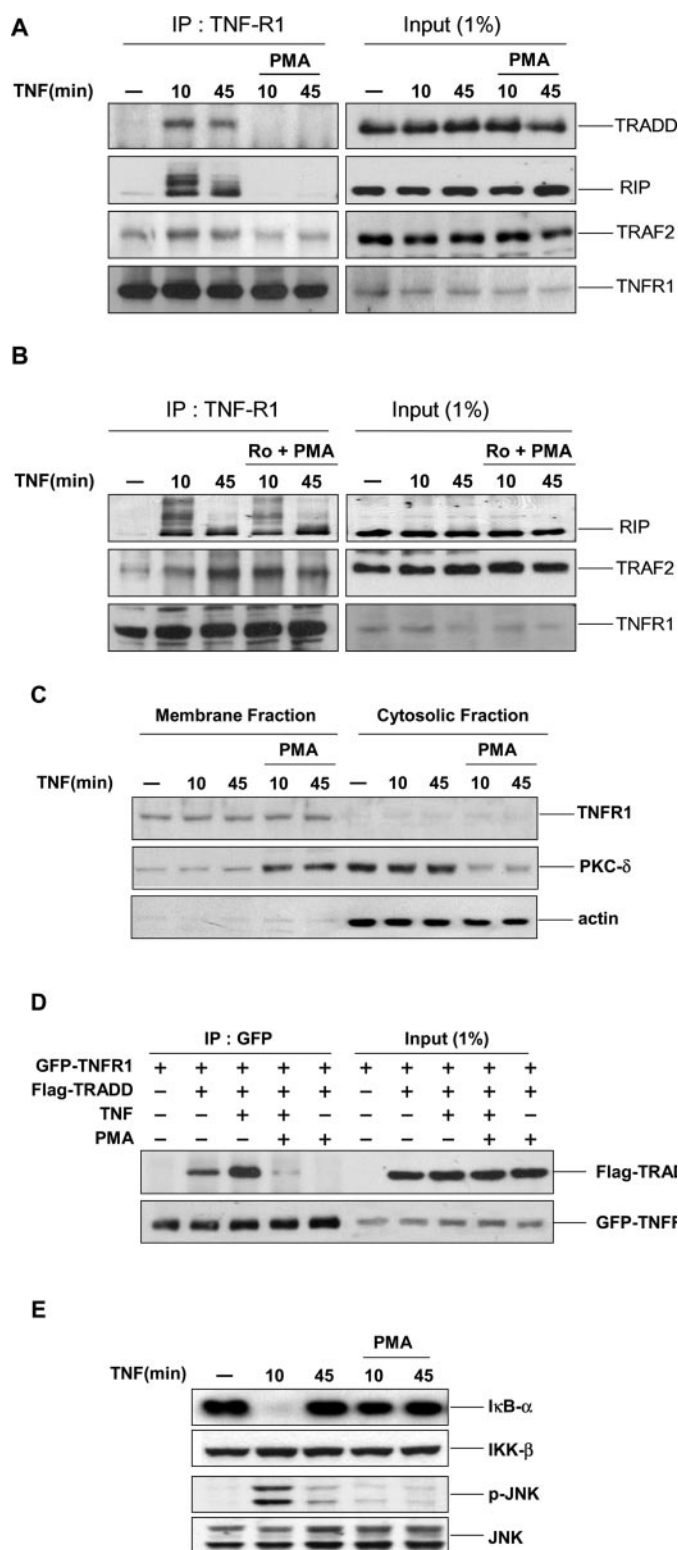 A
IP : TNF-R1 Input (1%)
PMA PMA
TNF(min) — 10 45 10 45 — 10 45 10 45
TRADD
RIP
TRAF2
TNFR1
B
IP : TNF-R1 Input (1%)
Ro + PMA Ro + PMA
TNF(min) — 10 45 10 45 — 10 45 10 45
RIP
TRAF2
TNFR1
C
Membrane Fraction Cytosolic Fraction
PMA PMA
TNF(min) — 10 45 10 45 — 10 45 10 45
TNFR1
PKC-δ
actin
D
IP : GFP Input (1%)
GFP-TNFR1 + + + + + + + + + +
Flag-TRADD – + + + + – + + + +
TNF – – + + – – – + + –
PMA – – – + + – – – + +
Flag-TRAD
GFP-TNFF
E
PMA
TNF(min) — 10 45 10 45
IκB-α
IKK-β
p-JNK
JNK